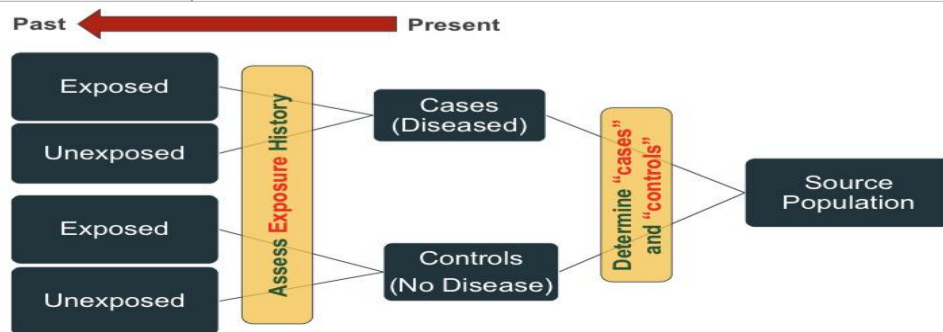 Past
Present
Exposed
Unexposed
Exposed
Unexposed
Assess Exposure History
Cases
(Diseased)
Controls
(No Disease)
Determine “cases”
and “controls”
Source
Population